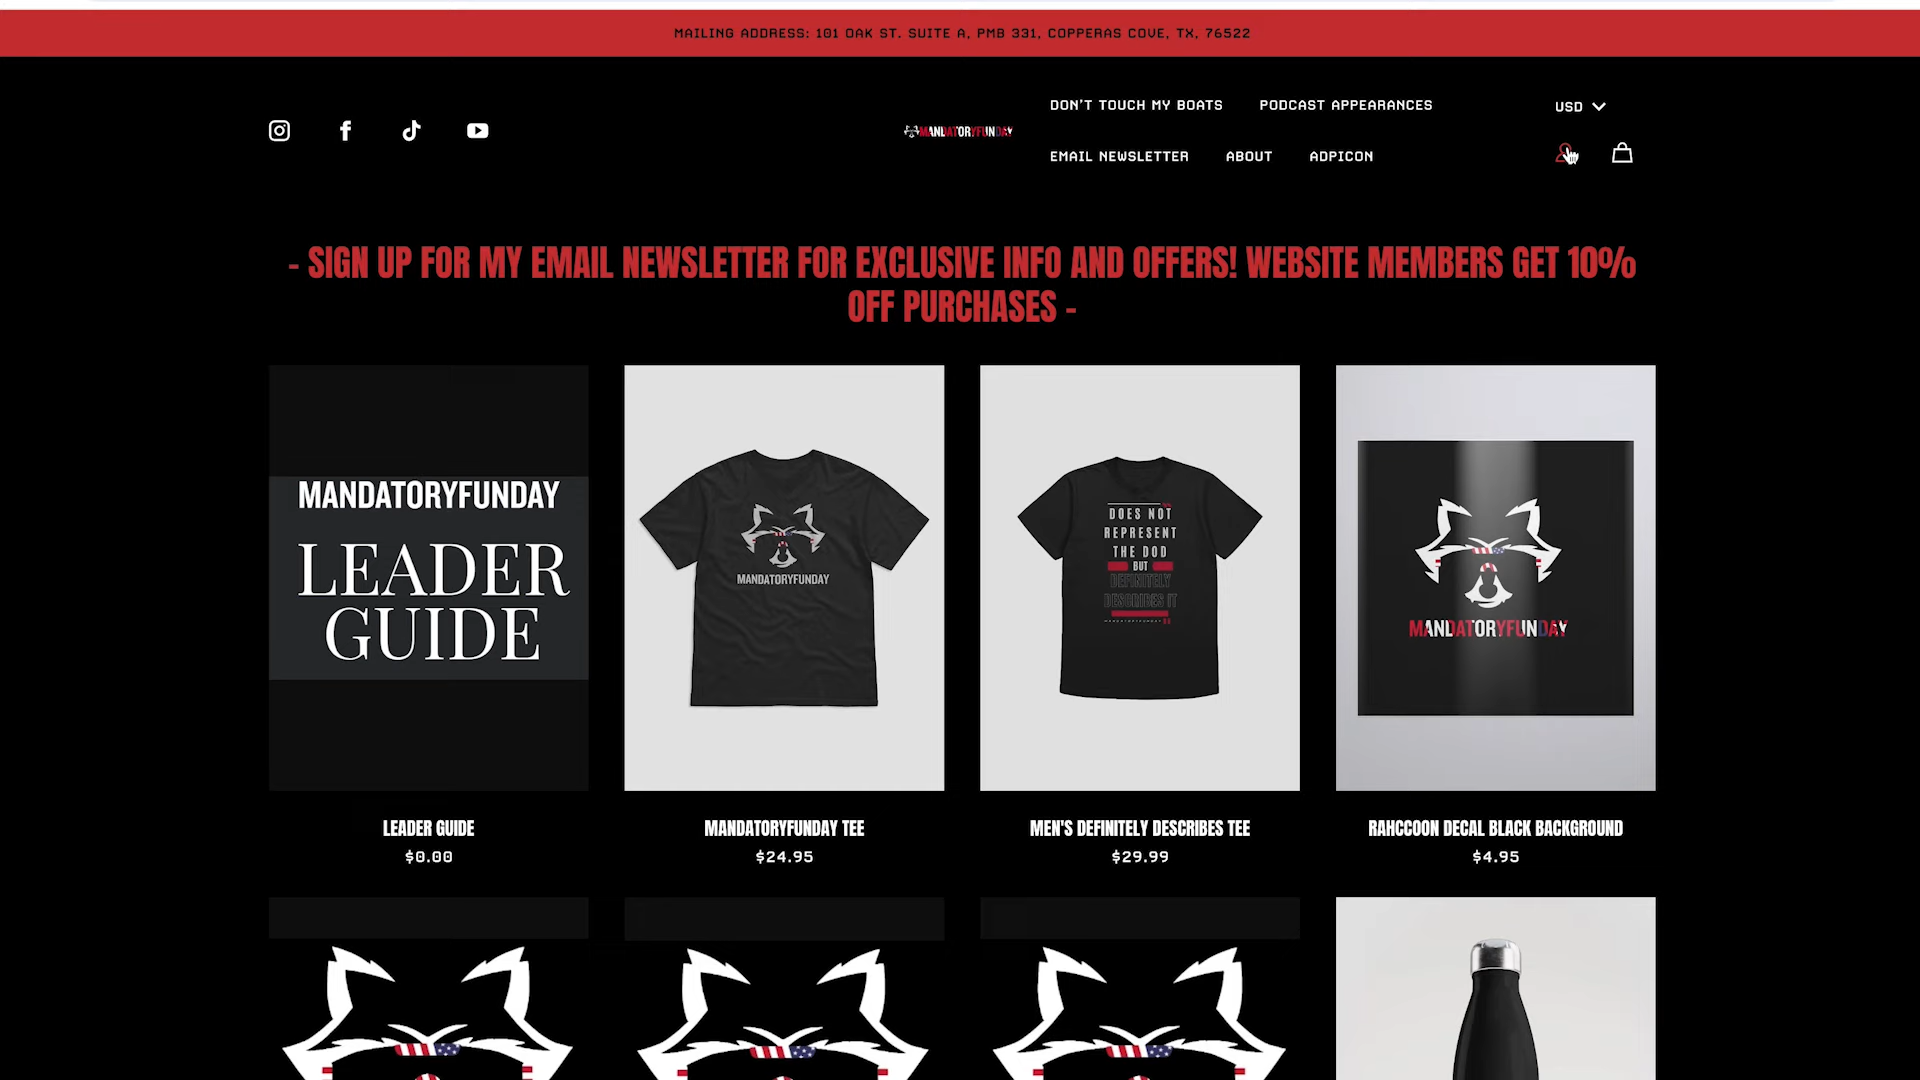 MAILING ADDRESS: 101 OAK ST. SUITE A, PMB 331, COPPERAS COVE, TX, 76522
MANDATORYFUNDAY
DON'T TOUCH MY BOATS
PODCAST APPEARANCES
USD
EMAIL NEWSLETTER
ABOUT
ADPICON
- SIGN UP FOR MY EMAIL NEWSLETTER FOR EXCLUSIVE INFO AND OFFERS! WEBSITE MEMBERS GET 10%
OFF PURCHASES -
MANDATORYFUNDAY
LEADER
GUIDE
MANDATORYFUNDAY
DOES NOT
REPRESENT
THE DOD
BUT
DEFINITELY
DESCRIBES IT
MANDATORYFUNDAY
MANDATORYFUNDAY
LEADER GUIDE
$0.00
MANDATORYFUNDAY TEE
$24.95
MEN'S DEFINITELY DESCRIBES TEE
$29.99
RAHCCOON DECAL BLACK BACKGROUND
$4.95